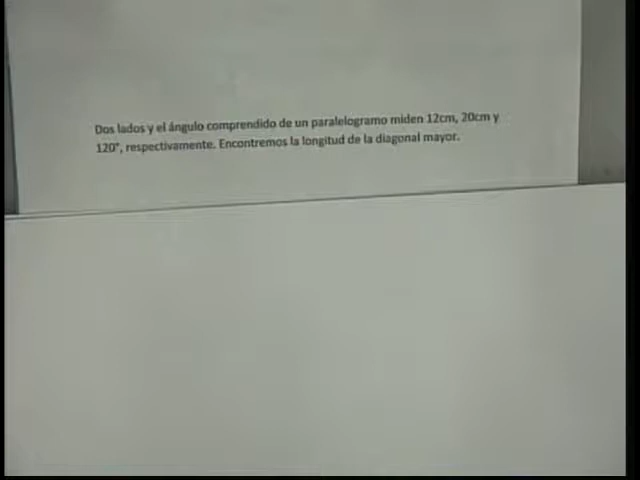 Dos lados y el ángulo comprendido de un paralelogramo miden 12cm, 20cm y
120°, respectivamente. Encontremos la longitud de la diagonal mayor.